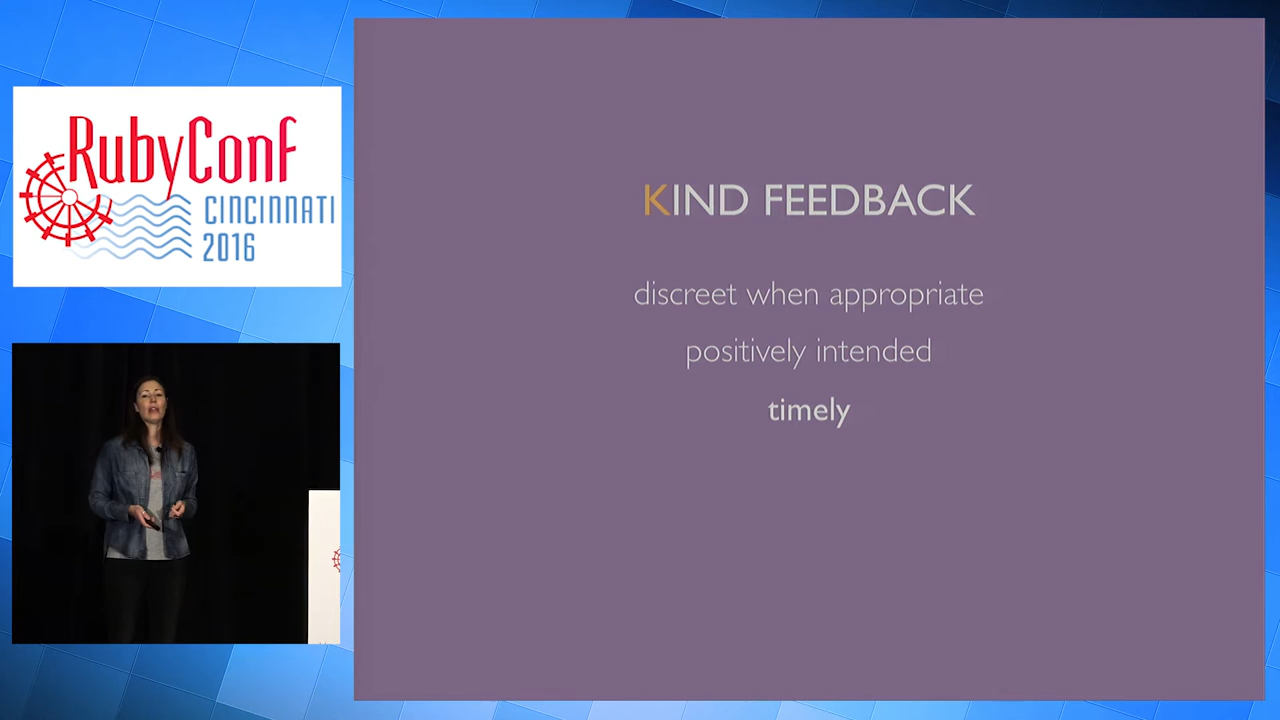 RubyConf
CINCINNATI
2016
KIND FEEDBACK
discreet when appropriate
positively intended
timely